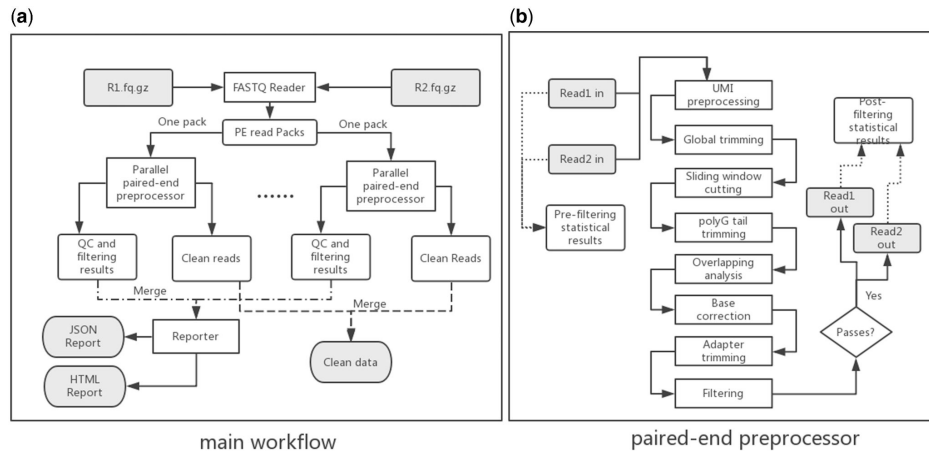 (a)
R1.fq.gz
FASTQ Reader
R2.fq.gz
One pack
PE read Packs
One pack
Parallel
paired-end
preprocessor
......
Parallel
paired-end
preprocessor
QC and
filtering
results
Clean reads
QC and
filtering
results
Clean Reads
Merge
Merge
JSON
Report
Reporter
Clean data
HTML
Report
main workflow
(b)
Read1 in
UMI
preprocessing
Post-
filtering
statistical
results
Global trimming
Read2 in
Sliding window
cutting
Read1
out
Pre-filtering
statistical
results
polyG tail
trimming
Read2
out
Overlapping
analysis
Yes
Base
correction
Passes?
Adapter
trimming
Filtering
paired-end preprocessor